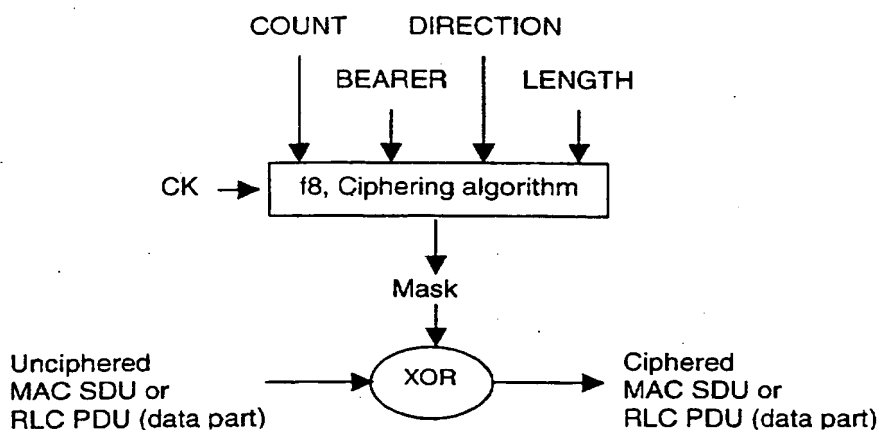 COUNT DIRECTION
BEARER LENGTH
CK
f8, Ciphering algorithm
Mask
Unciphered
MAC SDU or
RLC PDU (data part)
XOR
Ciphered
MAC SDU or
RLC PDU (data part)